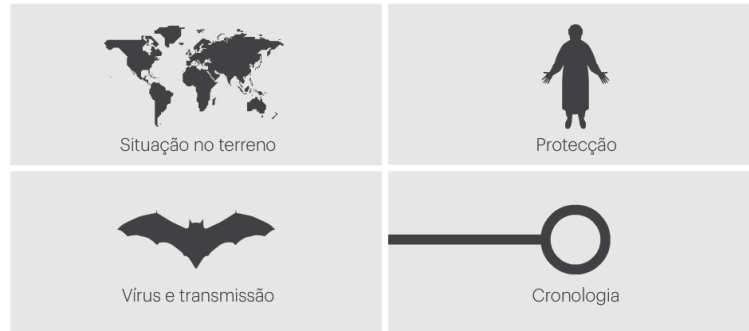 Situação no terreno
Protecção
Vírus e transmissão
Cronologia